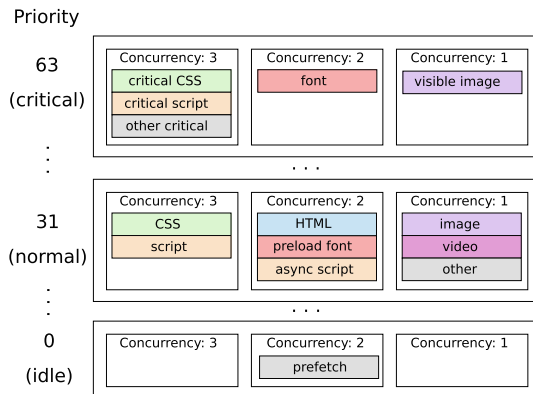 Priority
63
(critical)
Concurrency: 3
critical CSS
critical script
other critical
Concurrency: 2
font
Concurrency: 1
visible image
. . .
. . .
31
(normal)
Concurrency: 3
CSS
script
Concurrency: 2
HTML
preload font
async script
Concurrency: 1
image
video
other
. . .
. . .
0
(idle)
Concurrency: 3
Concurrency: 2
prefetch
Concurrency: 1